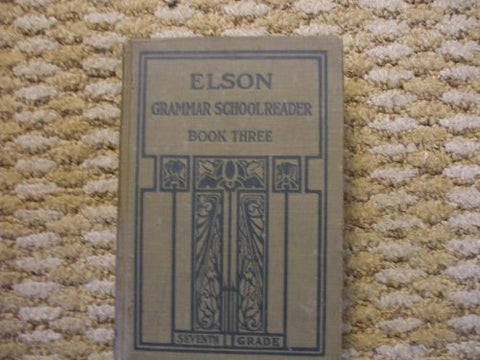 ELSON
GRAMMAR SCHOOL READER
BOOK THREE
SEVENTH GRADE